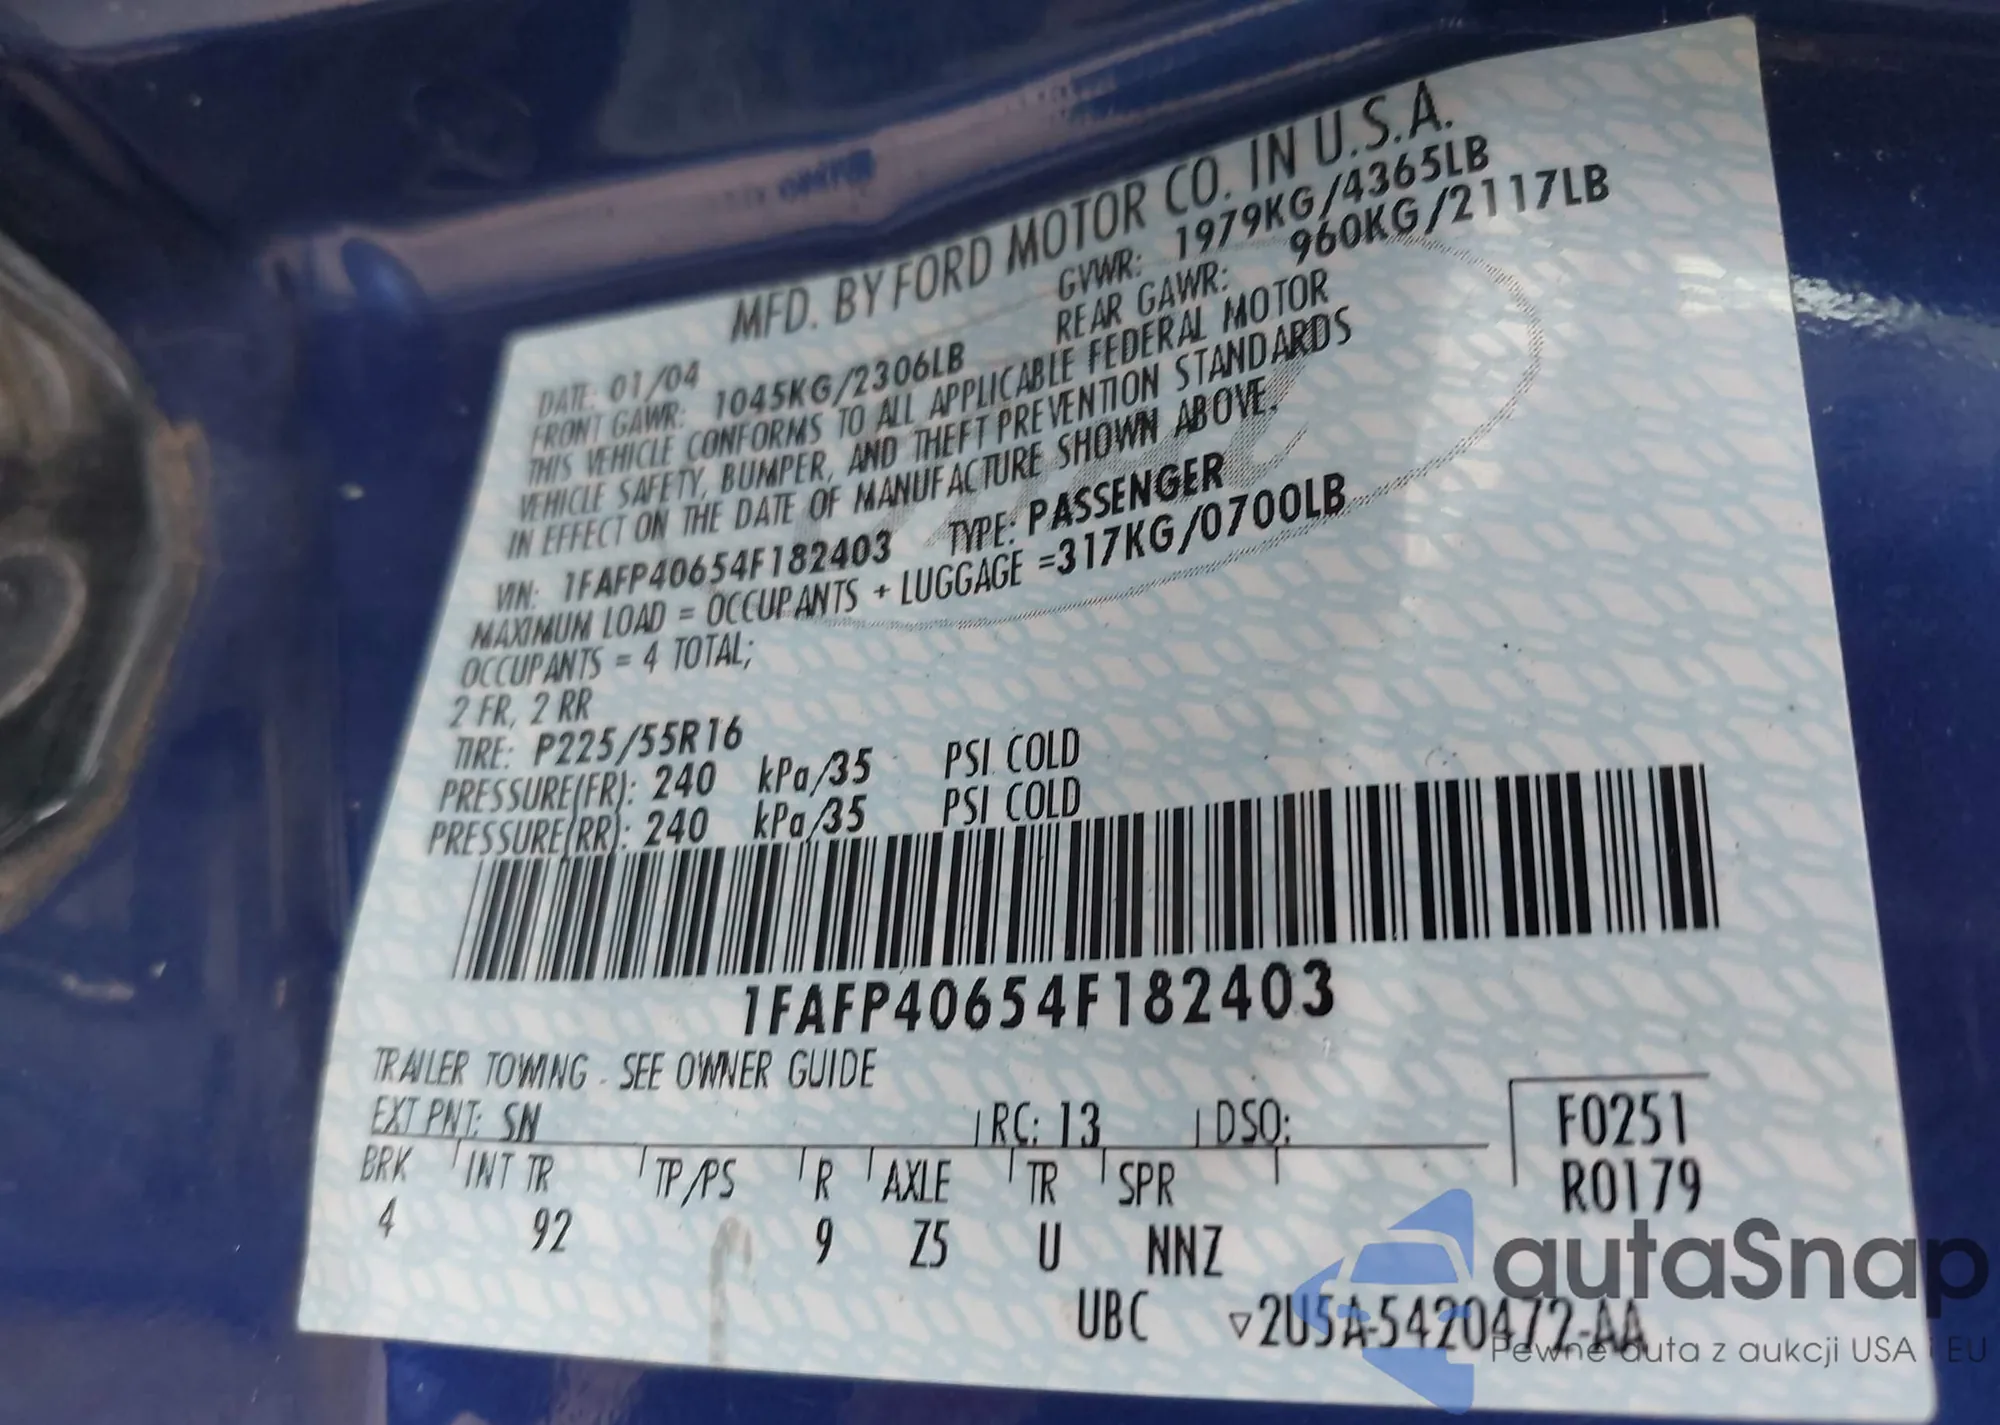 MFD. BY FORD MOTOR CO. IN U.S.A.
DATE: 01/04 GVWR: 1979KG/4365LB
FRONT GAWR: 1045KG/2306LB REAR GAWR: 960KG/2117LB
THIS VEHICLE CONFORMS TO ALL APPLICABLE FEDERAL MOTOR
VEHICLE SAFETY, BUMPER, AND THEFT PREVENTION STANDARDS
IN EFFECT ON THE DATE OF MANUFACTURE SHOWN ABOVE.
VIN: 1FAFP40654F182403 TYPE: PASSENGER
MAXIMUM LOAD = OCCUPANTS + LUGGAGE =317KG/0700LB
OCCUPANTS = 4 TOTAL;
2 FR, 2 RR
TIRE: P225/55R16
PRESSURE(FR): 240 kPa/35 PSI COLD
PRESSURE(RR): 240 kPa/35 PSI COLD
1FAFP40654F182403
TRAILER TOWING - SEE OWNER GUIDE
EXT PNT: SN RC: 13 DSO: F0251
BRK INT TR TP/PS R AXLE TR SPR R0179
4 92 9 Z5 U NNZ
UBC ▽2U5A-5420472-AA
autaSnap
Pewne auta z aukcji USA i EU